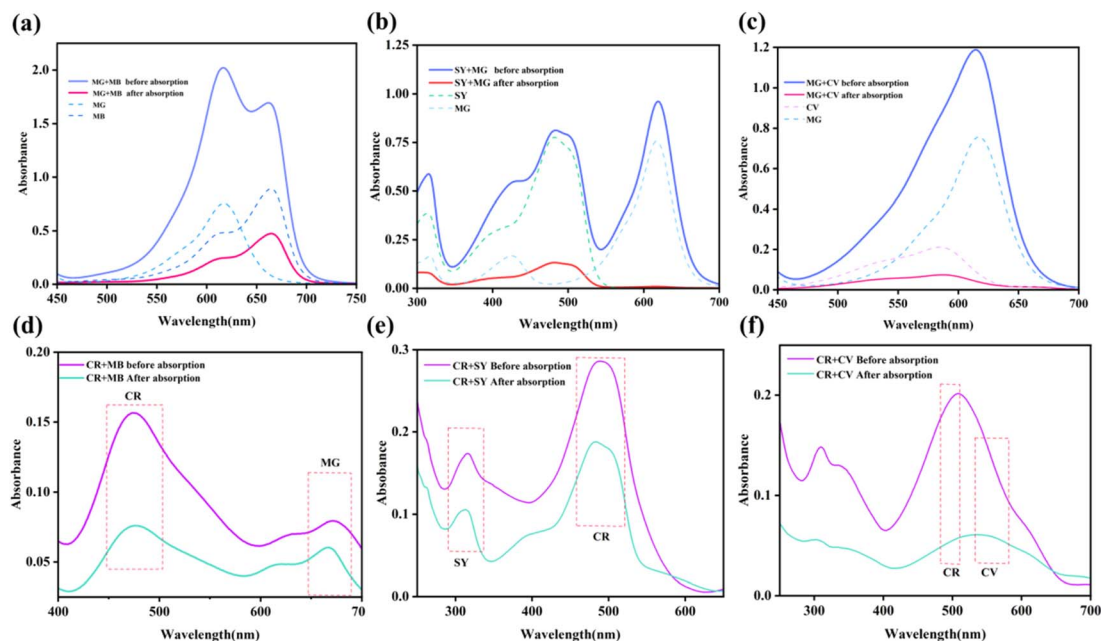 (a)
2.0
1.5
1.0
0.5
0.0
Absorbance
MG+MB before absorption
MG+MB after absorption
MG
MB
450 500 550 600 650 700 750
Wavelength(nm)
(b)
1.25
1.00
0.75
0.50
0.25
0.00
Absorbance
SY+MG before absorption
SY+MG after absorption
SY
MG
300 400 500 600 700
Wavelength(nm)
(c)
1.2
1.0
0.8
0.6
0.4
0.2
0.0
Absorbance
MG+CV before absorption
MG+CV after absorption
CV
MG
450 500 550 600 650 700
Wavelength(nm)
(d)
0.20
0.15
0.10
0.05
Absorbance
CR+MB before absorption
CR+MB After absorption
CR
MG
400 500 600 70
Wavelength(nm)
(e)
0.3
0.2
0.1
0.0
Absorbance
CR+SY Before absorption
CR+SY After absorption
SY
CR
300 400 500 600
Wavelength(nm)
(f)
0.2
0.1
0.0
Absorbance
CR+CV Before absorption
CR+CV After absorption
CR
CV
300 400 500 600 700
Wavelength(nm)